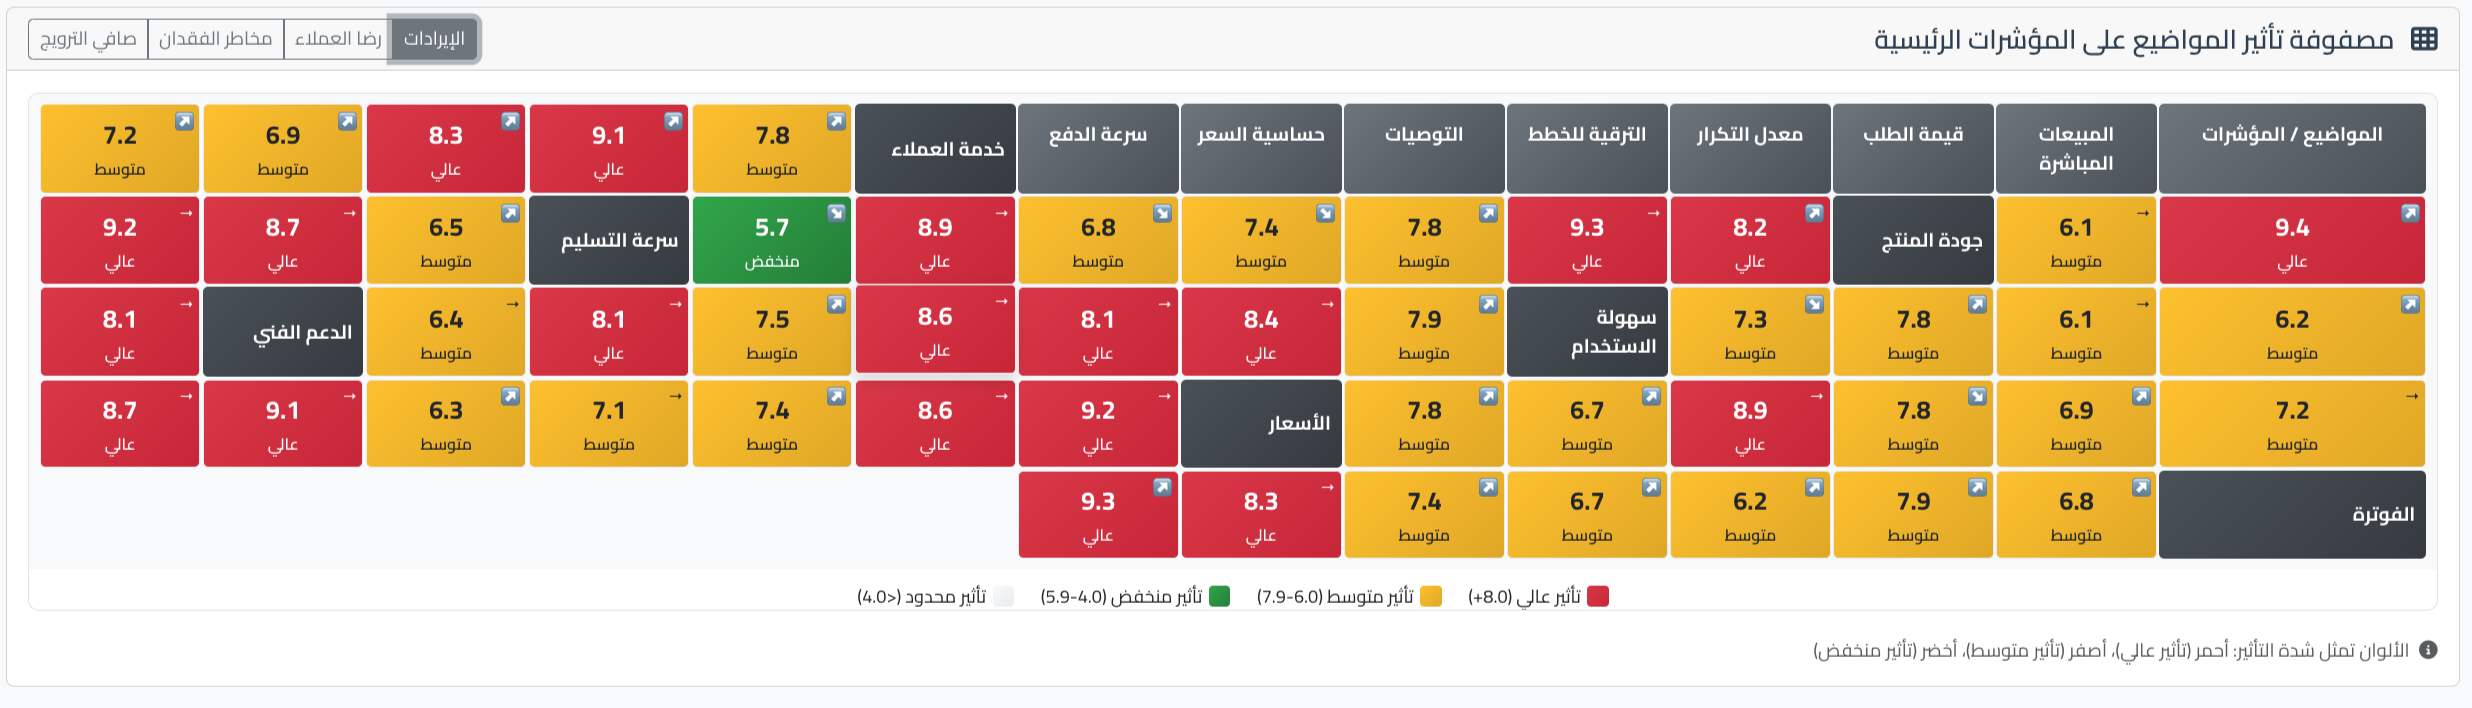 مصفوفة تأثير المواضيع على المؤشرات الرئيسية
الإيرادات
رضا العملاء
مخاطر الفقدان
صافي الترويج
المواضيع / المؤشرات
المبيعات
المباشرة
قيمة الطلب
معدل التكرار
الترقية للخطط
التوصيات
حساسية السعر
سرعة الدفع
خدمة العملاء
↗
7.8
متوسط
↗
9.1
عالي
↗
8.3
عالي
↗
6.9
متوسط
↗
7.2
متوسط
↗
9.4
عالي
→
6.1
متوسط
جودة المنتج
↗
8.2
عالي
→
9.3
عالي
↗
7.8
متوسط
↘
7.4
متوسط
↘
6.8
متوسط
→
8.9
عالي
↘
5.7
منخفض
سرعة التسليم
↗
6.5
متوسط
→
8.7
عالي
→
9.2
عالي
↗
6.2
متوسط
→
6.1
متوسط
↗
7.8
متوسط
↘
7.3
متوسط
سهولة
الاستخدام
↗
7.9
متوسط
→
8.4
عالي
→
8.1
عالي
→
8.6
عالي
↗
7.5
متوسط
→
8.1
عالي
→
6.4
متوسط
الدعم الفني
→
8.1
عالي
→
7.2
متوسط
↗
6.9
متوسط
↘
7.8
متوسط
→
8.9
عالي
↗
6.7
متوسط
↗
7.8
متوسط
الأسعار
→
9.2
عالي
→
8.6
عالي
↗
7.4
متوسط
→
7.1
متوسط
↗
6.3
متوسط
→
9.1
عالي
→
8.7
عالي
الفوترة
↗
6.8
متوسط
↗
7.9
متوسط
↗
6.2
متوسط
↗
6.7
متوسط
↗
7.4
متوسط
→
8.3
عالي
↗
9.3
عالي
تأثير عالي (8.0+)
تأثير متوسط (6.0-7.9)
تأثير منخفض (4.0-5.9)
تأثير محدود (<4.0)
الألوان تمثل شدة التأثير: أحمر (تأثير عالي)، أصفر (تأثير متوسط)، أخضر (تأثير منخفض)